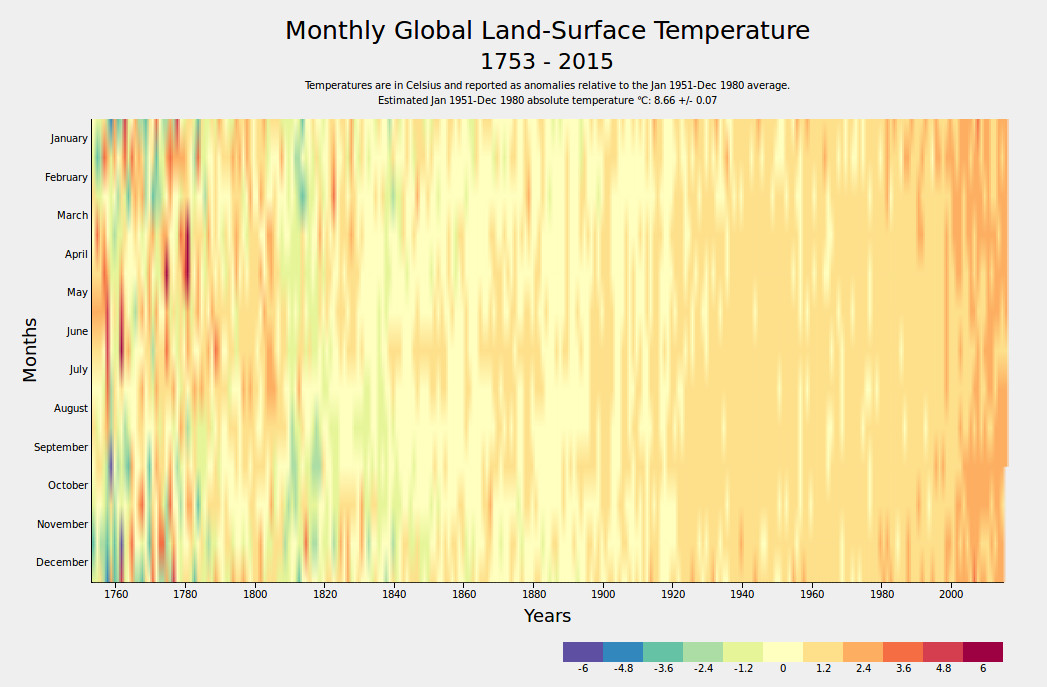 Monthly Global Land-Surface Temperature
1753 - 2015
Temperatures are in Celsius and reported as anomalies relative to the Jan 1951-Dec 1980 average.
Estimated Jan 1951-Dec 1980 absolute temperature ℃: 8.66 +/- 0.07
January
February
March
April
May
June
July
August
September
October
November
December
Months
1760 1780 1800 1820 1840 1860 1880 1900 1920 1940 1960 1980 2000
Years
-6 -4.8 -3.6 -2.4 -1.2 0 1.2 2.4 3.6 4.8 6